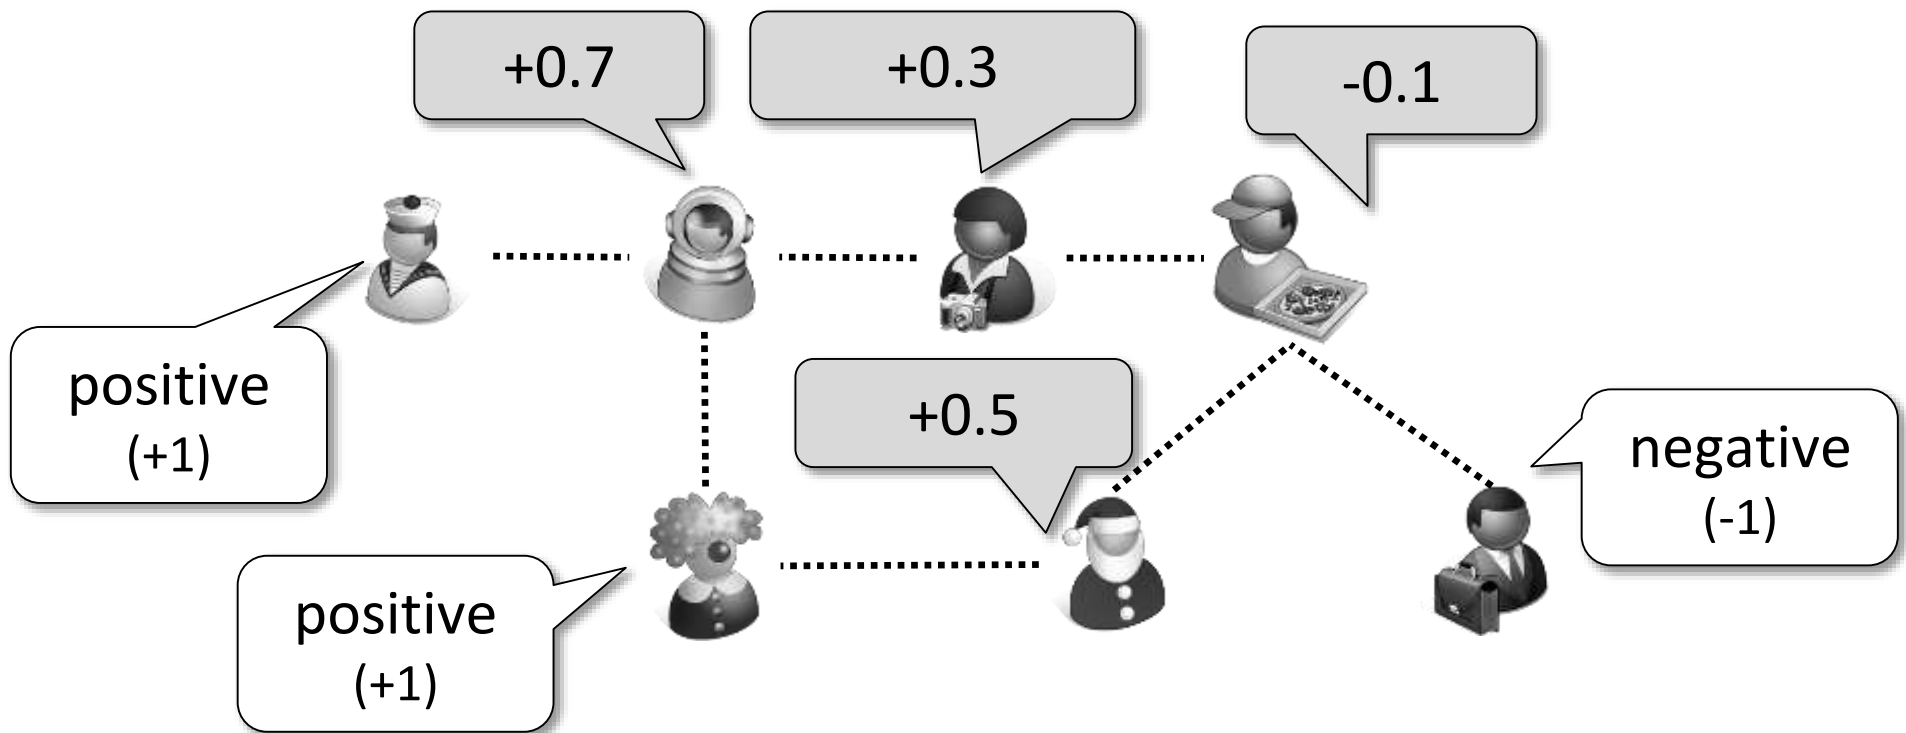 +0.7
+0.3
-0.1
positive
(+1)
+0.5
negative
(-1)
positive
(+1)